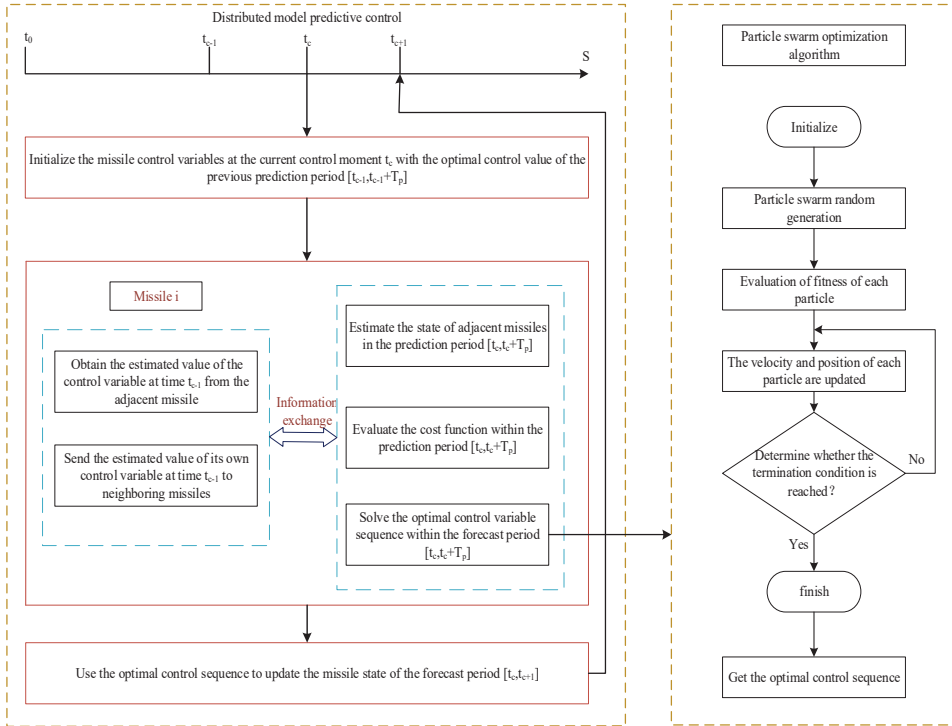 Distributed model predictive control
t0
tc-1
tc
tc+1
S
Initialize the missile control variables at the current control moment tc with the optimal control value of the
previous prediction period [tc-1,tc-1+Tp]
Missile i
Obtain the estimated value of the
control variable at time tc-1 from the
adjacent missile
Send the estimated value of its own
control variable at time tc-1 to
neighboring missiles
Information
exchange
Estimate the state of adjacent missiles
in the prediction period [tc,tc+Tp]
Evaluate the cost function within the
prediction period [tc,tc+Tp]
Solve the optimal control variable
sequence within the forecast period
[tc,tc+Tp]
Use the optimal control sequence to update the missile state of the forecast period [tc,tc+1]
Particle swarm optimization
algorithm
Initialize
Particle swarm random
generation
Evaluation of fitness of each
particle
The velocity and position of each
particle are updated
Determine whether the
termination condition is
reached?
No
Yes
finish
Get the optimal control sequence